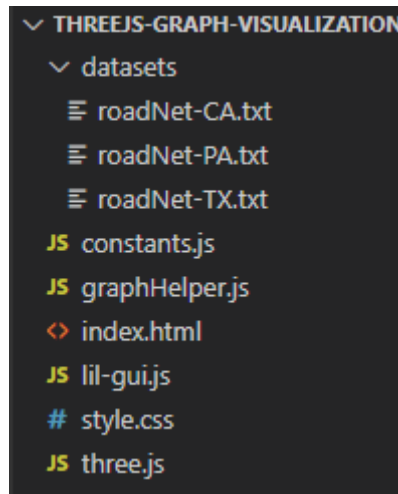 THREEJS-GRAPH-VISUALIZATION
datasets
roadNet-CA.txt
roadNet-PA.txt
roadNet-TX.txt
JS constants.js
JS graphHelper.js
<> index.html
JS lil-gui.js
# style.css
JS three.js